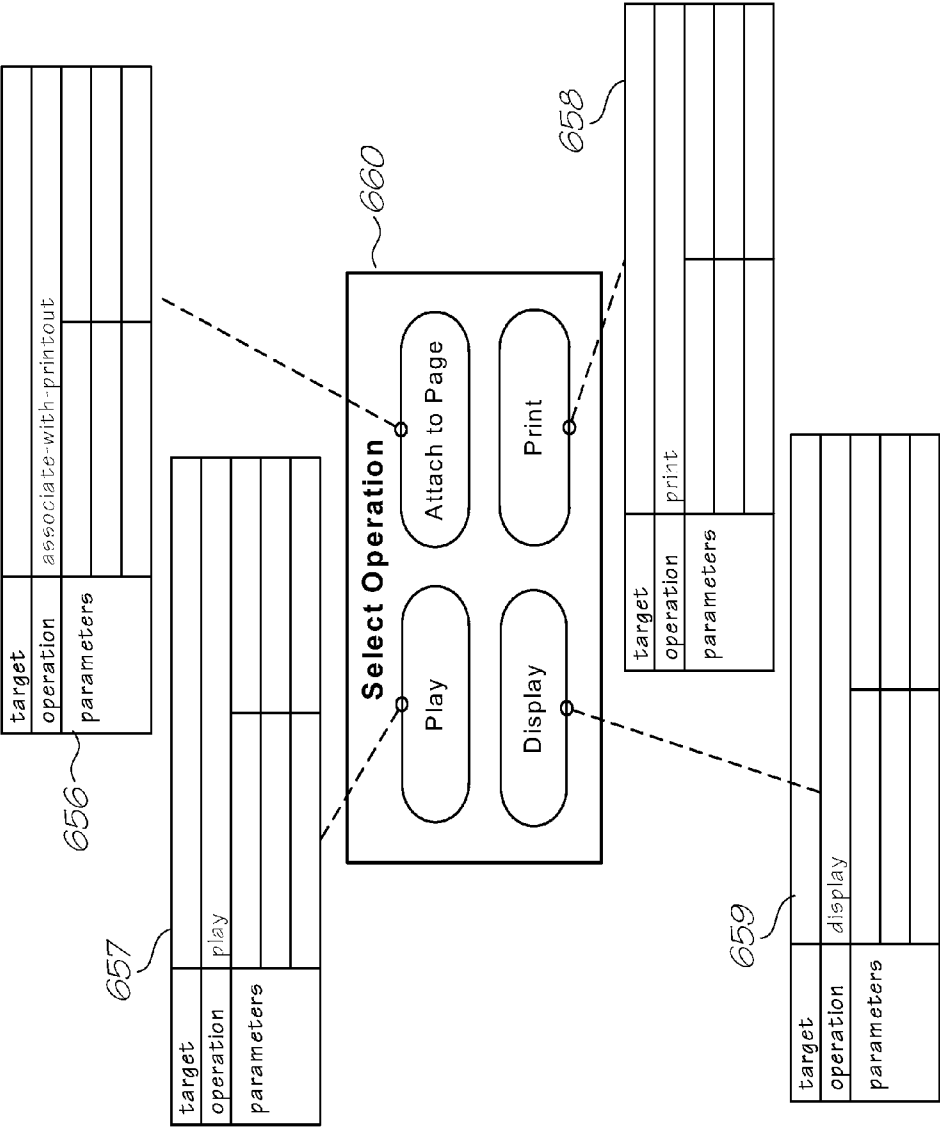 target
operation associate-with-printout
parameters
656
657
target
operation play
parameters
660
Select Operation
Play Attach to Page
Display Print
658
target
operation print
parameters
659
target
operation display
parameters